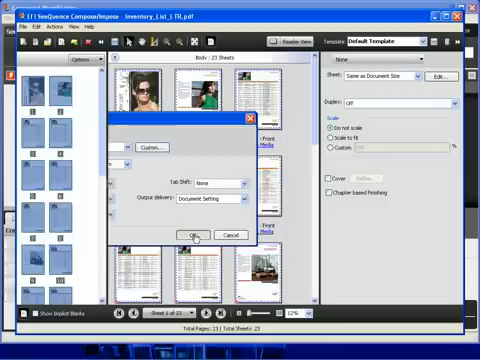 SeeQuence Compose/Impose - Inventory_List_LTR.pdf
File Edit Actions View Help
Reader View
Template: Default Template
Options
Body : 23 Sheets
None
Sheet: Same as Document Size Edit...
Duplex: Off
Scale
Do not scale
Scale to fit
Custom: %
Cover Define...
Chapter based Finishing
Custom...
Tab Shift: None
Output delivery: Document Setting
OK Cancel
- Front
Media
- Front
Media
Show Implicit Blanks
Sheet 1 of 23
12%
Total Pages: 23 | Total Sheets: 23